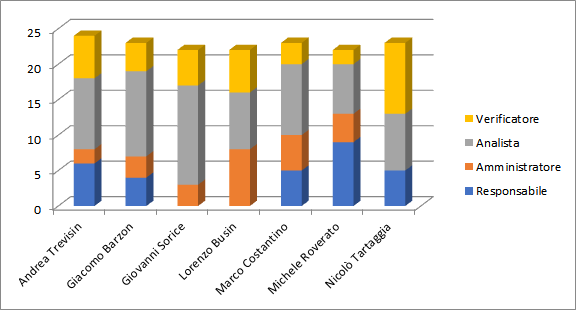 25
20
15
10
5
0
Andrea Trevisin
Giacomo Barzon
Giovanni Sorice
Lorenzo Busin
Marco Costantino
Michele Roverato
Nicolò Tartaggia
Verificatore
Analista
Amministratore
Responsabile